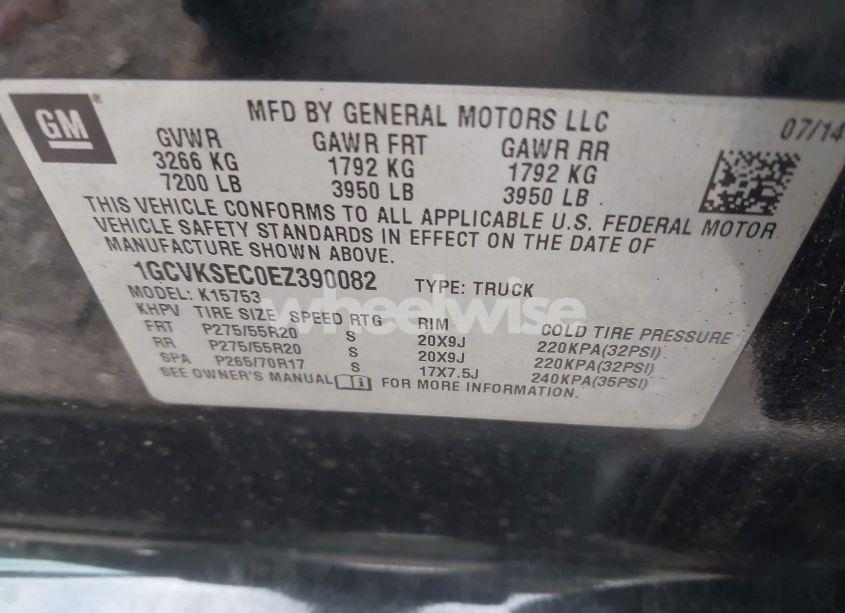 GM
MFD BY GENERAL MOTORS LLC
07/14
GVWR GAWR FRT GAWR RR
3266 KG 1792 KG 1792 KG
7200 LB 3950 LB 3950 LB
THIS VEHICLE CONFORMS TO ALL APPLICABLE U.S. FEDERAL MOTOR
VEHICLE SAFETY STANDARDS IN EFFECT ON THE DATE OF
MANUFACTURE SHOWN ABOVE.
1GCVKSEC0EZ390082 TYPE: TRUCK
MODEL: K15753
KHPV TIRE SIZE SPEED RTG RIM COLD TIRE PRESSURE
FRT P275/55R20 S 20X9J 220KPA(32PSI)
RR P275/55R20 S 20X9J 220KPA(32PSI)
SPA P265/70R17 S 17X7.5J 240KPA(35PSI)
SEE OWNER'S MANUAL FOR MORE INFORMATION.
wheelwise